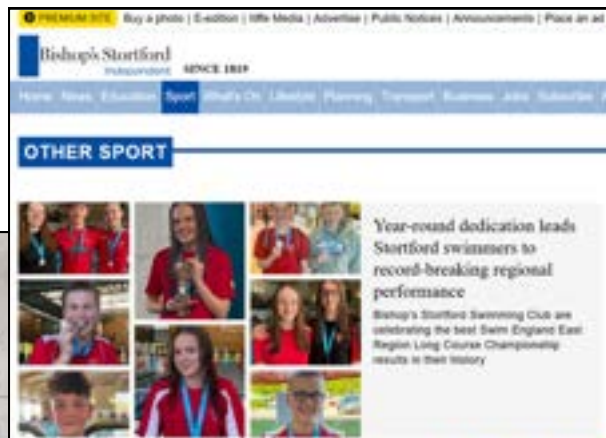 PREMIUM SITE Buy a photo | E-edition | Iliffe Media | Advertise | Public Notices | Announcements | Place an ad
Bishop's Stortford
Independent SINCE 1819
Home News Education Sport What's On Lifestyle Planning Transport Business Jobs Subscribe
OTHER SPORT
Year-round dedication leads
Stortford swimmers to
record-breaking regional
performance
Bishop's Stortford Swimming Club are
celebrating the best Swim England East
Region Long Course Championship
results in their history